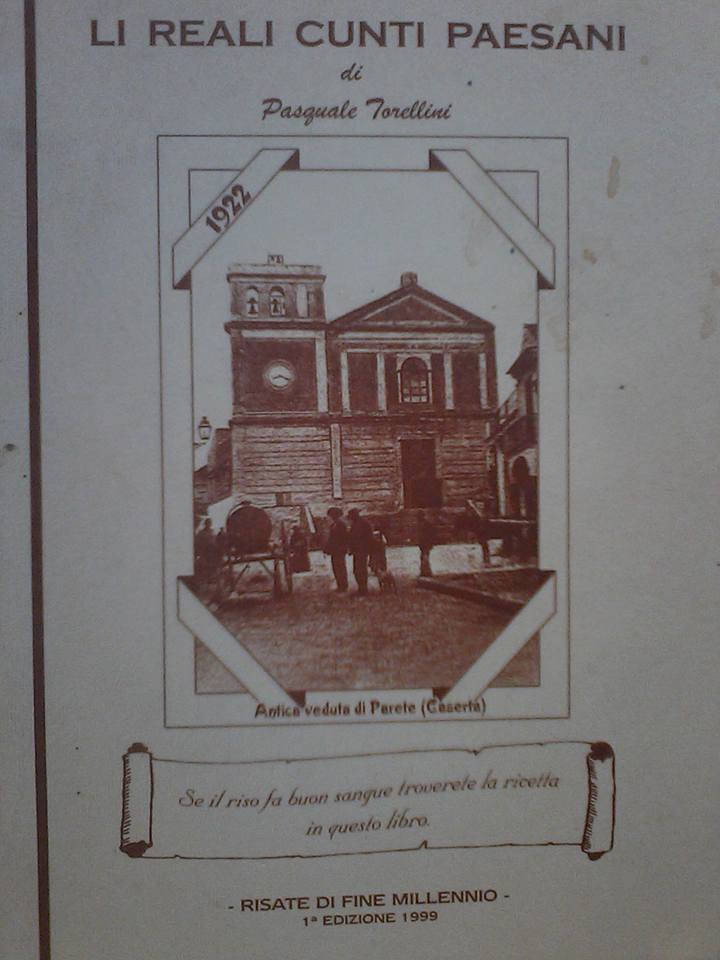 LI REALI CUNTI PAESANI
di
Pasquale Torellini
1922
Antica veduta di Parete (Caserta)
Se il riso fa buon sangue troverete la ricetta
in questo libro.
- RISATE DI FINE MILLENNIO -
1ª EDIZIONE 1999